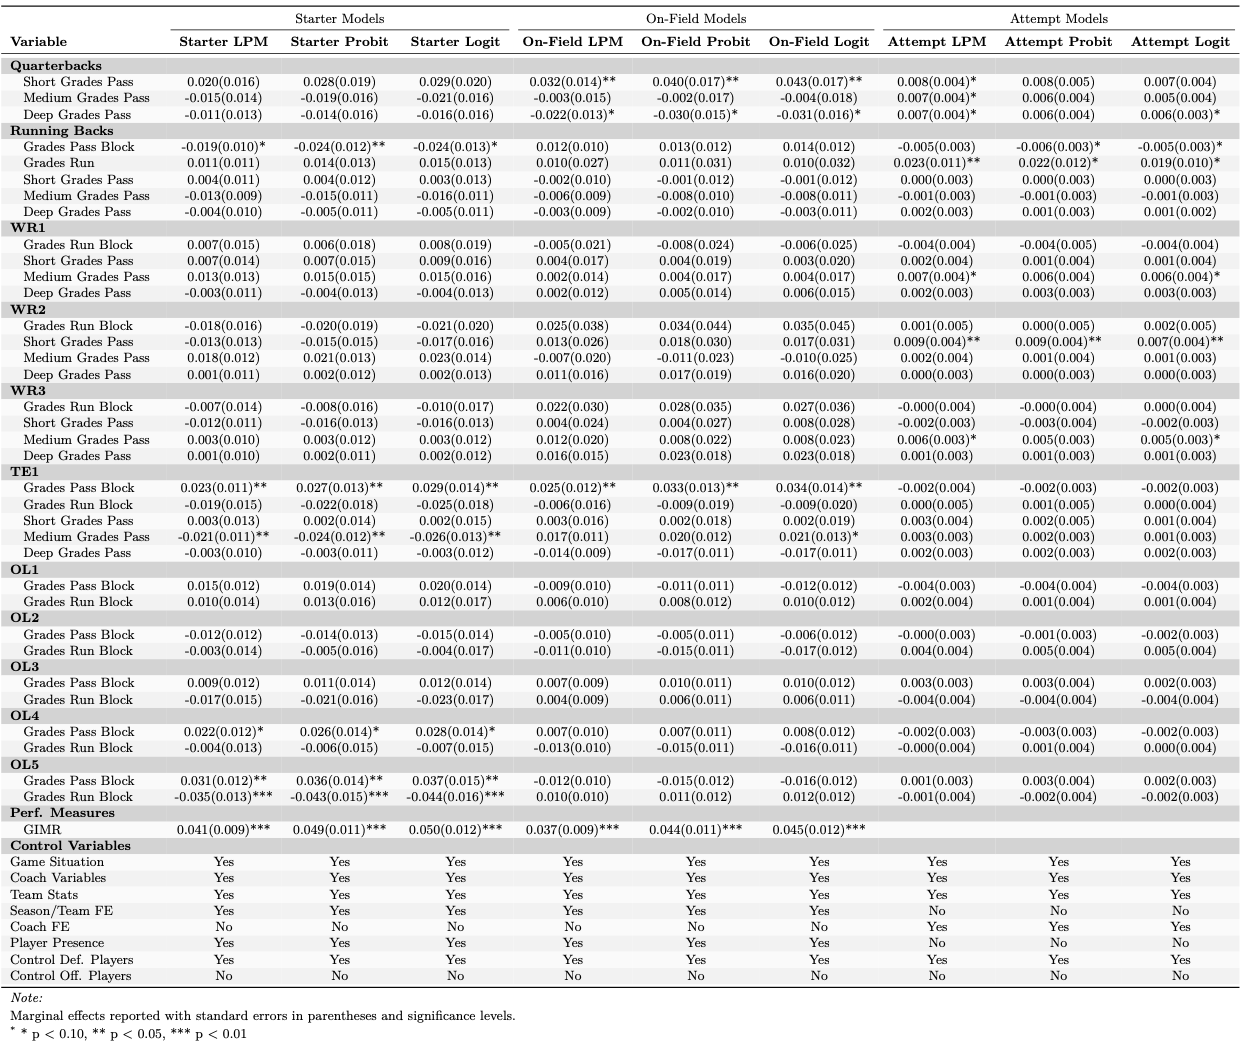 Starter Models On-Field Models Attempt Models
Variable Starter LPM Starter Probit Starter Logit On-Field LPM On-Field Probit On-Field Logit Attempt LPM Attempt Probit Attempt Logit
Quarterbacks
Short Grades Pass 0.020(0.016) 0.028(0.019) 0.029(0.020) 0.032(0.014)** 0.040(0.017)** 0.043(0.017)** 0.008(0.004)* 0.008(0.005) 0.007(0.004)
Medium Grades Pass -0.015(0.014) -0.019(0.016) -0.021(0.016) -0.003(0.015) -0.002(0.017) -0.004(0.018) 0.007(0.004)* 0.006(0.004) 0.005(0.004)
Deep Grades Pass -0.011(0.013) -0.014(0.016) -0.016(0.016) -0.022(0.013)* -0.030(0.015)* -0.031(0.016)* 0.007(0.004)* 0.006(0.004) 0.006(0.003)*
Running Backs
Grades Pass Block -0.019(0.010)* -0.024(0.012)** -0.024(0.013)* 0.012(0.010) 0.013(0.012) 0.014(0.012) -0.005(0.003) -0.006(0.003)* -0.005(0.003)*
Grades Run 0.011(0.011) 0.014(0.013) 0.015(0.013) 0.010(0.027) 0.011(0.031) 0.010(0.032) 0.023(0.011)** 0.022(0.012)* 0.019(0.010)*
Short Grades Pass 0.004(0.011) 0.004(0.012) 0.003(0.013) -0.002(0.010) -0.001(0.012) -0.001(0.012) 0.000(0.003) 0.000(0.003) 0.000(0.003)
Medium Grades Pass -0.013(0.009) -0.015(0.011) -0.016(0.011) -0.006(0.009) -0.008(0.010) -0.008(0.011) -0.001(0.003) -0.001(0.003) -0.001(0.003)
Deep Grades Pass -0.004(0.010) -0.005(0.011) -0.005(0.011) -0.003(0.009) -0.002(0.010) -0.003(0.011) 0.002(0.003) 0.001(0.003) 0.001(0.002)
WR1
Grades Run Block 0.007(0.015) 0.006(0.018) 0.008(0.019) -0.005(0.021) -0.008(0.024) -0.006(0.025) -0.004(0.004) -0.004(0.005) -0.004(0.004)
Short Grades Pass 0.007(0.014) 0.007(0.015) 0.009(0.016) 0.004(0.017) 0.004(0.019) 0.003(0.020) 0.002(0.004) 0.001(0.004) 0.001(0.004)
Medium Grades Pass 0.013(0.013) 0.015(0.015) 0.015(0.016) 0.002(0.014) 0.004(0.017) 0.004(0.017) 0.007(0.004)* 0.006(0.004) 0.006(0.004)*
Deep Grades Pass -0.003(0.011) -0.004(0.013) -0.004(0.013) 0.002(0.012) 0.005(0.014) 0.006(0.015) 0.002(0.003) 0.003(0.003) 0.003(0.003)
WR2
Grades Run Block -0.018(0.016) -0.020(0.019) -0.021(0.020) 0.025(0.038) 0.034(0.044) 0.035(0.045) 0.001(0.005) 0.000(0.005) 0.002(0.005)
Short Grades Pass -0.013(0.013) -0.015(0.015) -0.017(0.016) 0.013(0.026) 0.018(0.030) 0.017(0.031) 0.009(0.004)** 0.009(0.004)** 0.007(0.004)**
Medium Grades Pass 0.018(0.012) 0.021(0.013) 0.023(0.014) -0.007(0.020) -0.011(0.023) -0.010(0.025) 0.002(0.004) 0.001(0.004) 0.001(0.003)
Deep Grades Pass 0.001(0.011) 0.002(0.012) 0.002(0.013) 0.011(0.016) 0.017(0.019) 0.016(0.020) 0.000(0.003) 0.000(0.003) 0.000(0.003)
WR3
Grades Run Block -0.007(0.014) -0.008(0.016) -0.010(0.017) 0.022(0.030) 0.028(0.035) 0.027(0.036) -0.000(0.004) -0.000(0.004) 0.000(0.004)
Short Grades Pass -0.012(0.011) -0.016(0.013) -0.016(0.013) 0.004(0.024) 0.004(0.027) 0.008(0.028) -0.002(0.003) -0.003(0.004) -0.002(0.003)
Medium Grades Pass 0.003(0.010) 0.003(0.012) 0.003(0.012) 0.012(0.020) 0.008(0.022) 0.008(0.023) 0.006(0.003)* 0.005(0.003) 0.005(0.003)*
Deep Grades Pass 0.001(0.010) 0.002(0.011) 0.002(0.012) 0.016(0.015) 0.023(0.018) 0.023(0.018) 0.001(0.003) 0.001(0.003) 0.001(0.003)
TE1
Grades Pass Block 0.023(0.011)** 0.027(0.013)** 0.029(0.014)** 0.025(0.012)** 0.033(0.013)** 0.034(0.014)** -0.002(0.004) -0.002(0.003) -0.002(0.003)
Grades Run Block -0.019(0.015) -0.022(0.018) -0.025(0.018) -0.006(0.016) -0.009(0.019) -0.009(0.020) 0.000(0.005) 0.001(0.005) 0.000(0.004)
Short Grades Pass 0.003(0.013) 0.002(0.014) 0.002(0.015) 0.003(0.016) 0.002(0.018) 0.002(0.019) 0.003(0.004) 0.002(0.005) 0.001(0.004)
Medium Grades Pass -0.021(0.011)** -0.024(0.012)** -0.026(0.013)** 0.017(0.011) 0.020(0.012) 0.021(0.013)* 0.003(0.003) 0.002(0.003) 0.001(0.003)
Deep Grades Pass -0.003(0.010) -0.003(0.011) -0.003(0.012) -0.014(0.009) -0.017(0.011) -0.017(0.011) 0.002(0.003) 0.002(0.003) 0.002(0.003)
OL1
Grades Pass Block 0.015(0.012) 0.019(0.014) 0.020(0.014) -0.009(0.010) -0.011(0.011) -0.012(0.012) -0.004(0.003) -0.004(0.004) -0.004(0.003)
Grades Run Block 0.010(0.014) 0.013(0.016) 0.012(0.017) 0.006(0.010) 0.008(0.012) 0.010(0.012) 0.002(0.004) 0.001(0.004) 0.001(0.004)
OL2
Grades Pass Block -0.012(0.012) -0.014(0.013) -0.015(0.014) -0.005(0.010) -0.005(0.011) -0.006(0.012) -0.000(0.003) -0.001(0.003) -0.002(0.003)
Grades Run Block -0.003(0.014) -0.005(0.016) -0.004(0.017) -0.011(0.010) -0.015(0.011) -0.017(0.012) 0.004(0.004) 0.005(0.004) 0.005(0.004)
OL3
Grades Pass Block 0.009(0.012) 0.011(0.014) 0.012(0.014) 0.007(0.009) 0.010(0.011) 0.010(0.012) 0.003(0.003) 0.003(0.004) 0.002(0.003)
Grades Run Block -0.017(0.015) -0.021(0.016) -0.023(0.017) 0.004(0.009) 0.006(0.011) 0.006(0.011) -0.004(0.004) -0.004(0.004) -0.004(0.004)
OL4
Grades Pass Block 0.022(0.012)* 0.026(0.014)* 0.028(0.014)* 0.007(0.010) 0.007(0.011) 0.008(0.012) -0.002(0.003) -0.003(0.003) -0.002(0.003)
Grades Run Block -0.004(0.013) -0.006(0.015) -0.007(0.015) -0.013(0.010) -0.015(0.011) -0.016(0.011) -0.000(0.004) 0.001(0.004) 0.000(0.004)
OL5
Grades Pass Block 0.031(0.012)** 0.036(0.014)** 0.037(0.015)** -0.012(0.010) -0.015(0.012) -0.016(0.012) 0.001(0.003) 0.003(0.004) 0.002(0.003)
Grades Run Block -0.035(0.013)*** -0.043(0.015)*** -0.044(0.016)*** 0.010(0.010) 0.011(0.012) 0.012(0.012) -0.001(0.004) -0.002(0.004) -0.002(0.003)
Perf. Measures
GIMR 0.041(0.009)*** 0.049(0.011)*** 0.050(0.012)*** 0.037(0.009)*** 0.044(0.011)*** 0.045(0.012)***
Control Variables
Game Situation Yes Yes Yes Yes Yes Yes Yes Yes Yes
Coach Variables Yes Yes Yes Yes Yes Yes Yes Yes Yes
Team Stats Yes Yes Yes Yes Yes Yes Yes Yes Yes
Season/Team FE Yes Yes Yes Yes Yes Yes No No No
Coach FE No No No No No No Yes Yes Yes
Player Presence Yes Yes Yes Yes Yes Yes No No No
Control Def. Players Yes Yes Yes Yes Yes Yes Yes Yes Yes
Control Off. Players No No No No No No No No No
Note:
Marginal effects reported with standard errors in parentheses and significance levels.
* * p < 0.10, ** p < 0.05, *** p < 0.01